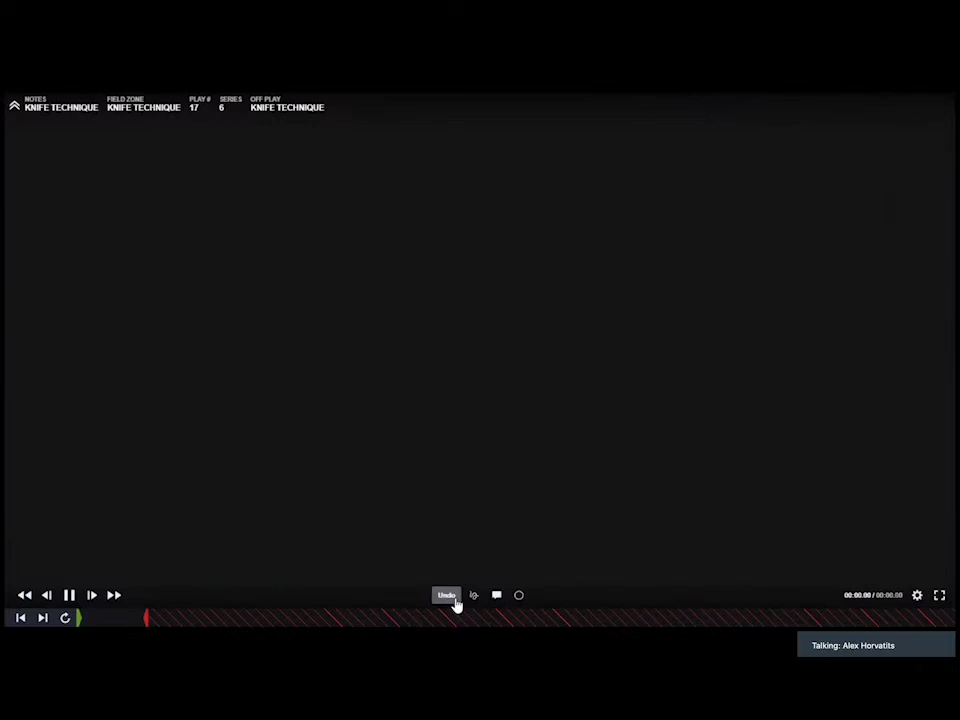 NOTES FIELD ZONE PLAY # SERIES OFF PLAY
KNIFE TECHNIQUE KNIFE TECHNIQUE 17 6 KNIFE TECHNIQUE
Undo 00:00.00 / 00:00.00
Talking: Alex Horvatits